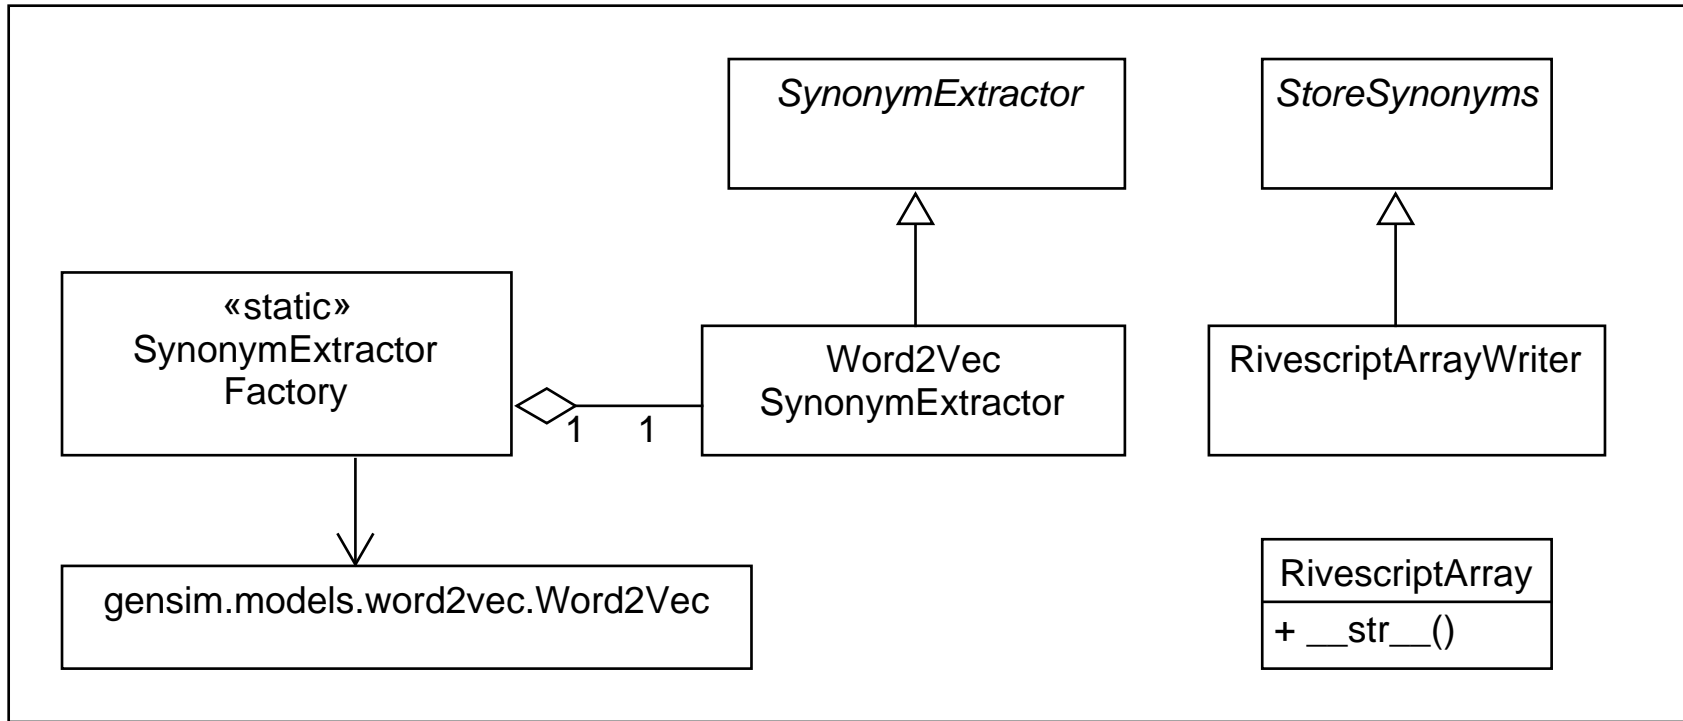 SynonymExtractor
StoreSynonyms
«static»
SynonymExtractor
Factory
1
1
Word2Vec
SynonymExtractor
RivescriptArrayWriter
gensim.models.word2vec.Word2Vec
RivescriptArray
+ __str__()